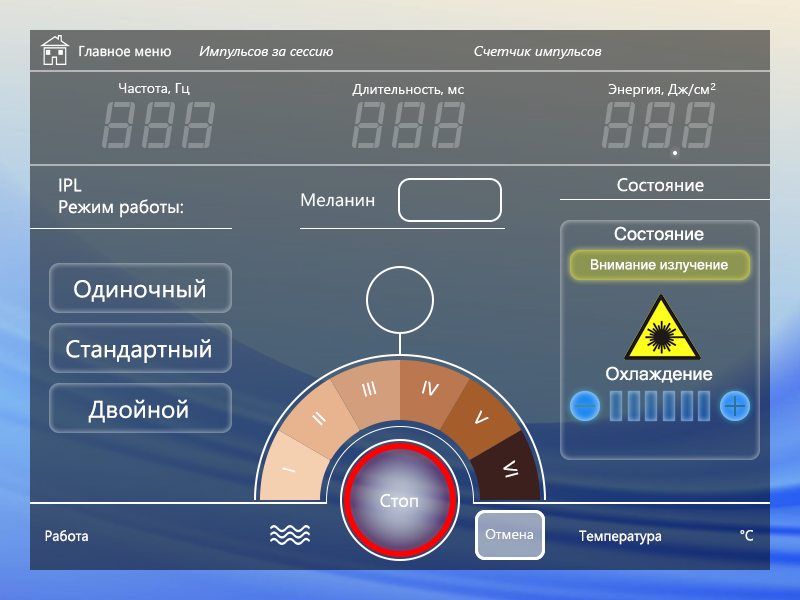 Главное меню
Импульсов за сессию
Счетчик импульсов
Частота, Гц
Длительность, мс
Энергия, Дж/см²
888
888
88.8
IPL
Режим работы:
Меланин
Состояние
Состояние
Внимание излучение
Одиночный
Стандартный
Двойной
Охлаждение
I
II
III
IV
V
VI
Стоп
Работа
Отмена
Температура
°C